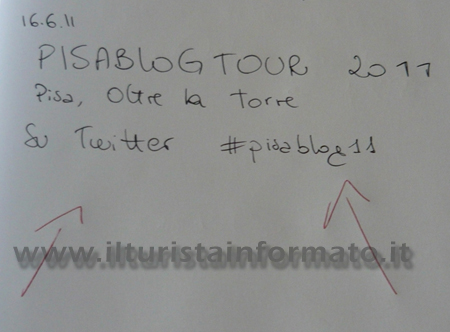 16.6.11
PISABLOGTOUR 2011
Pisa, oltre la torre
Su Twitter #pisablog11
www.ilturistainformato.it